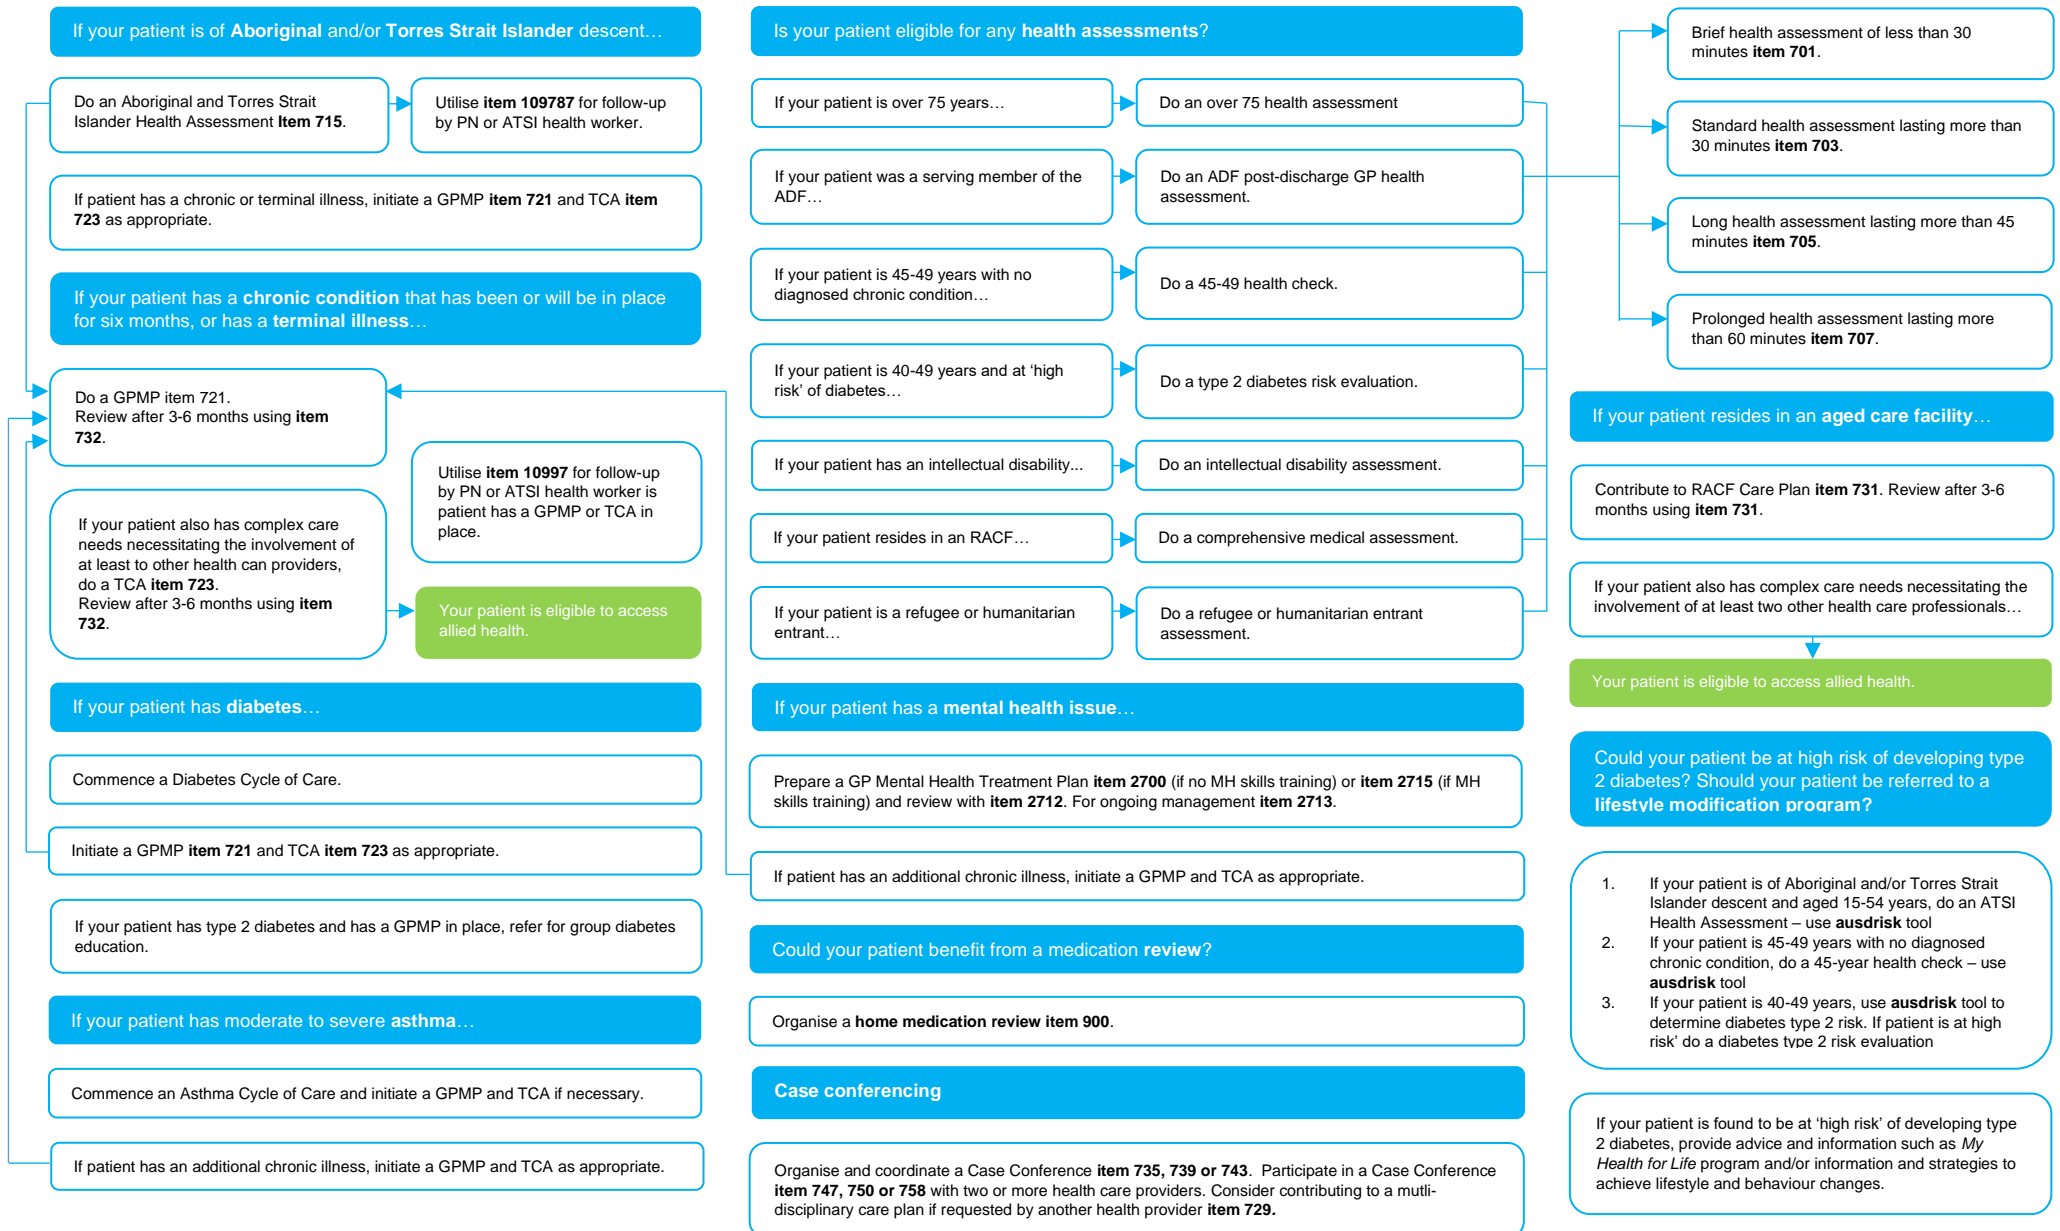 If your patient is of Aboriginal and/or Torres Strait Islander descent…
Do an Aboriginal and Torres Strait
Islander Health Assessment Item 715.
Utilise item 109787 for follow-up
by PN or ATSI health worker.
If patient has a chronic or terminal illness, initiate a GPMP item 721 and TCA item
723 as appropriate.
If your patient has a chronic condition that has been or will be in place
for six months, or has a terminal illness…
Do a GPMP item 721.
Review after 3-6 months using item
732.
Utilise item 10997 for follow-up
by PN or ATSI health worker is
patient has a GPMP or TCA in
place.
If your patient also has complex care
needs necessitating the involvement of
at least to other health can providers,
do a TCA item 723.
Review after 3-6 months using item
732.
Your patient is eligible to access
allied health.
If your patient has diabetes…
Commence a Diabetes Cycle of Care.
Initiate a GPMP item 721 and TCA item 723 as appropriate.
If your patient has type 2 diabetes and has a GPMP in place, refer for group diabetes
education.
If your patient has moderate to severe asthma…
Commence an Asthma Cycle of Care and initiate a GPMP and TCA if necessary.
If patient has an additional chronic illness, initiate a GPMP and TCA as appropriate.
Is your patient eligible for any health assessments?
If your patient is over 75 years…
Do an over 75 health assessment
If your patient was a serving member of the
ADF…
Do an ADF post-discharge GP health
assessment.
If your patient is 45-49 years with no
diagnosed chronic condition…
Do a 45-49 health check.
If your patient is 40-49 years and at ‘high
risk’ of diabetes…
Do a type 2 diabetes risk evaluation.
If your patient has an intellectual disability...
Do an intellectual disability assessment.
If your patient resides in an RACF…
Do a comprehensive medical assessment.
If your patient is a refugee or humanitarian
entrant…
Do a refugee or humanitarian entrant
assessment.
If your patient has a mental health issue…
Prepare a GP Mental Health Treatment Plan item 2700 (if no MH skills training) or item 2715 (if MH
skills training) and review with item 2712. For ongoing management item 2713.
If patient has an additional chronic illness, initiate a GPMP and TCA as appropriate.
Could your patient benefit from a medication review?
Organise a home medication review item 900.
Case conferencing
Organise and coordinate a Case Conference item 735, 739 or 743. Participate in a Case Conference
item 747, 750 or 758 with two or more health care providers. Consider contributing to a mutli-
disciplinary care plan if requested by another health provider item 729.
Brief health assessment of less than 30
minutes item 701.
Standard health assessment lasting more than
30 minutes item 703.
Long health assessment lasting more than 45
minutes item 705.
Prolonged health assessment lasting more
than 60 minutes item 707.
If your patient resides in an aged care facility…
Contribute to RACF Care Plan item 731. Review after 3-6
months using item 731.
If your patient also has complex care needs necessitating the
involvement of at least two other health care professionals…
Your patient is eligible to access allied health.
Could your patient be at high risk of developing type
2 diabetes? Should your patient be referred to a
lifestyle modification program?
1. If your patient is of Aboriginal and/or Torres Strait
Islander descent and aged 15-54 years, do an ATSI
Health Assessment – use ausdrisk tool
2. If your patient is 45-49 years with no diagnosed
chronic condition, do a 45-year health check – use
ausdrisk tool
3. If your patient is 40-49 years, use ausdrisk tool to
determine diabetes type 2 risk. If patient is at high
risk’ do a diabetes type 2 risk evaluation
If your patient is found to be at ‘high risk’ of developing type
2 diabetes, provide advice and information such as My
Health for Life program and/or information and strategies to
achieve lifestyle and behaviour changes.